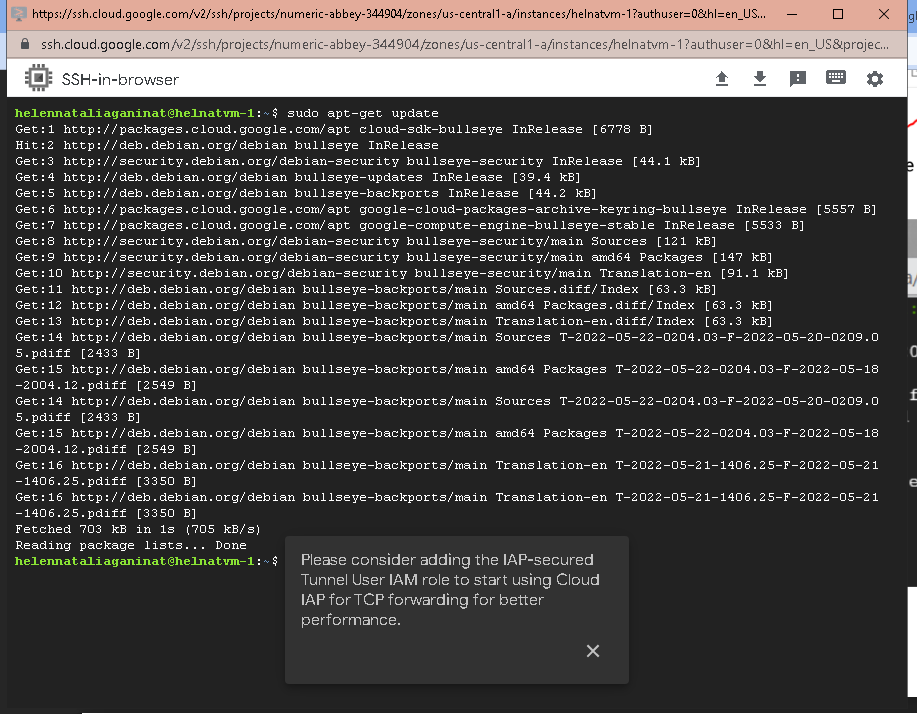 https://ssh.cloud.google.com/v2/ssh/projects/numeric-abbey-344904/zones/us-central1-a/instances/helnatvm-1?authuser=0&hl=en_US...
ssh.cloud.google.com/v2/ssh/projects/numeric-abbey-344904/zones/us-central1-a/instances/helnatvm-1?authuser=0&hl=en_US&projec...
SSH-in-browser
helennataliaganinat@helnatvm-1:~$ sudo apt-get update
Get:1 http://packages.cloud.google.com/apt cloud-sdk-bullseye InRelease [6778 B]
Hit:2 http://deb.debian.org/debian bullseye InRelease
Get:3 http://security.debian.org/debian-security bullseye-security InRelease [44.1 kB]
Get:4 http://deb.debian.org/debian bullseye-updates InRelease [39.4 kB]
Get:5 http://deb.debian.org/debian bullseye-backports InRelease [44.2 kB]
Get:6 http://packages.cloud.google.com/apt google-cloud-packages-archive-keyring-bullseye InRelease [5557 B]
Get:7 http://packages.cloud.google.com/apt google-compute-engine-bullseye-stable InRelease [5533 B]
Get:8 http://security.debian.org/debian-security bullseye-security/main Sources [121 kB]
Get:9 http://security.debian.org/debian-security bullseye-security/main amd64 Packages [147 kB]
Get:10 http://security.debian.org/debian-security bullseye-security/main Translation-en [91.1 kB]
Get:11 http://deb.debian.org/debian bullseye-backports/main Sources.diff/Index [63.3 kB]
Get:12 http://deb.debian.org/debian bullseye-backports/main amd64 Packages.diff/Index [63.3 kB]
Get:13 http://deb.debian.org/debian bullseye-backports/main Translation-en.diff/Index [63.3 kB]
Get:14 http://deb.debian.org/debian bullseye-backports/main Sources T-2022-05-22-0204.03-F-2022-05-20-0209.0
5.pdiff [2433 B]
Get:15 http://deb.debian.org/debian bullseye-backports/main amd64 Packages T-2022-05-22-0204.03-F-2022-05-18
-2004.12.pdiff [2549 B]
Get:14 http://deb.debian.org/debian bullseye-backports/main Sources T-2022-05-22-0204.03-F-2022-05-20-0209.0
5.pdiff [2433 B]
Get:15 http://deb.debian.org/debian bullseye-backports/main amd64 Packages T-2022-05-22-0204.03-F-2022-05-18
-2004.12.pdiff [2549 B]
Get:16 http://deb.debian.org/debian bullseye-backports/main Translation-en T-2022-05-21-1406.25-F-2022-05-21
-1406.25.pdiff [3350 B]
Get:16 http://deb.debian.org/debian bullseye-backports/main Translation-en T-2022-05-21-1406.25-F-2022-05-21
-1406.25.pdiff [3350 B]
Fetched 703 kB in 1s (705 kB/s)
Reading package lists... Done
helennataliaganinat@helnatvm-1:~$
Please consider adding the IAP-secured
Tunnel User IAM role to start using Cloud
IAP for TCP forwarding for better
performance.